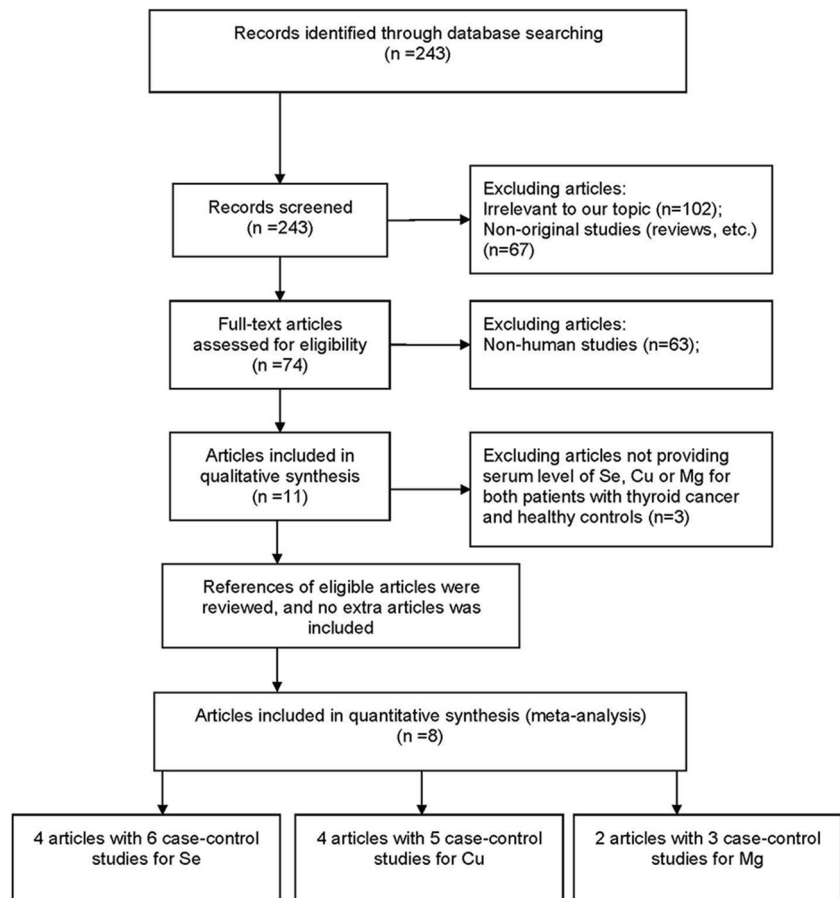 Records identified through database searching
(n =243)
Records screened
(n =243)
Excluding articles:
Irrelevant to our topic (n=102);
Non-original studies (reviews, etc.)
(n=67)
Full-text articles
assessed for eligibility
(n =74)
Excluding articles:
Non-human studies (n=63);
Articles included in
qualitative synthesis
(n =11)
Excluding articles not providing
serum level of Se, Cu or Mg for
both patients with thyroid cancer
and healthy controls (n=3)
References of eligible articles were
reviewed, and no extra articles was
included
Articles included in quantitative synthesis (meta-analysis)
(n =8)
4 articles with 6 case-control
studies for Se
4 articles with 5 case-control
studies for Cu
2 articles with 3 case-control
studies for Mg